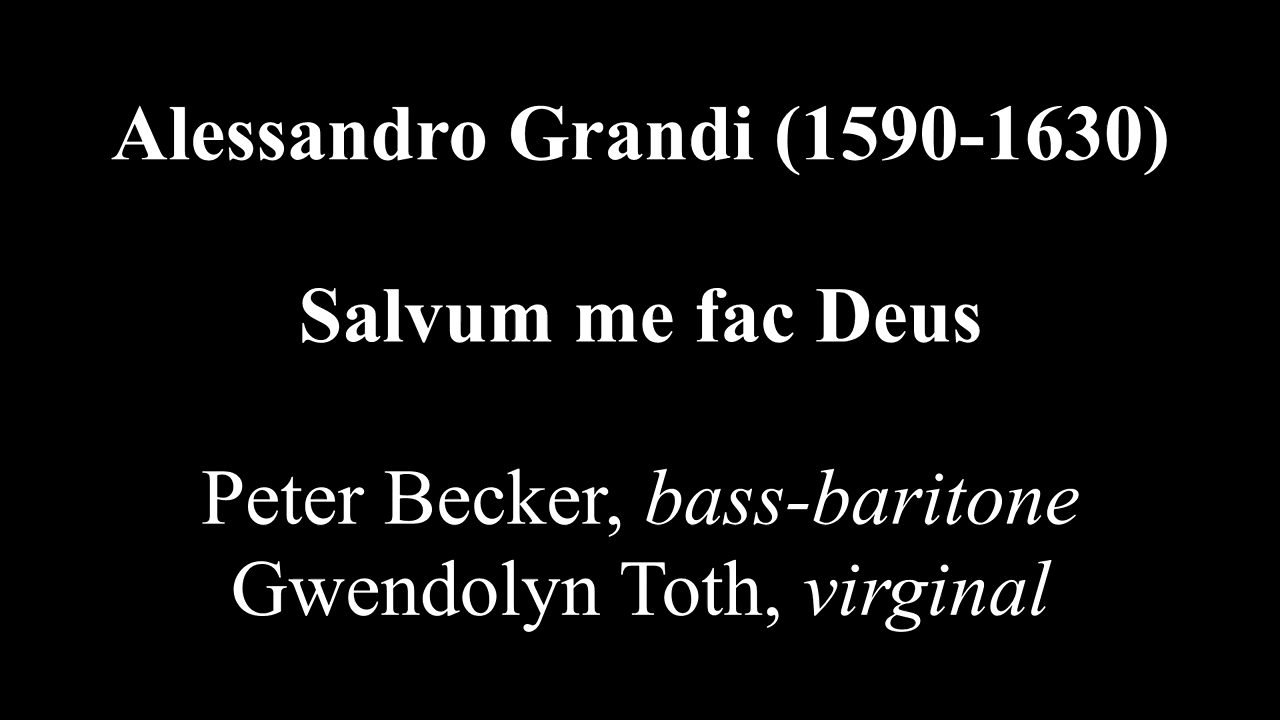 Alessandro Grandi (1590-1630)
Salvum me fac Deus
Peter Becker, bass-baritone
Gwendolyn Toth, virginal